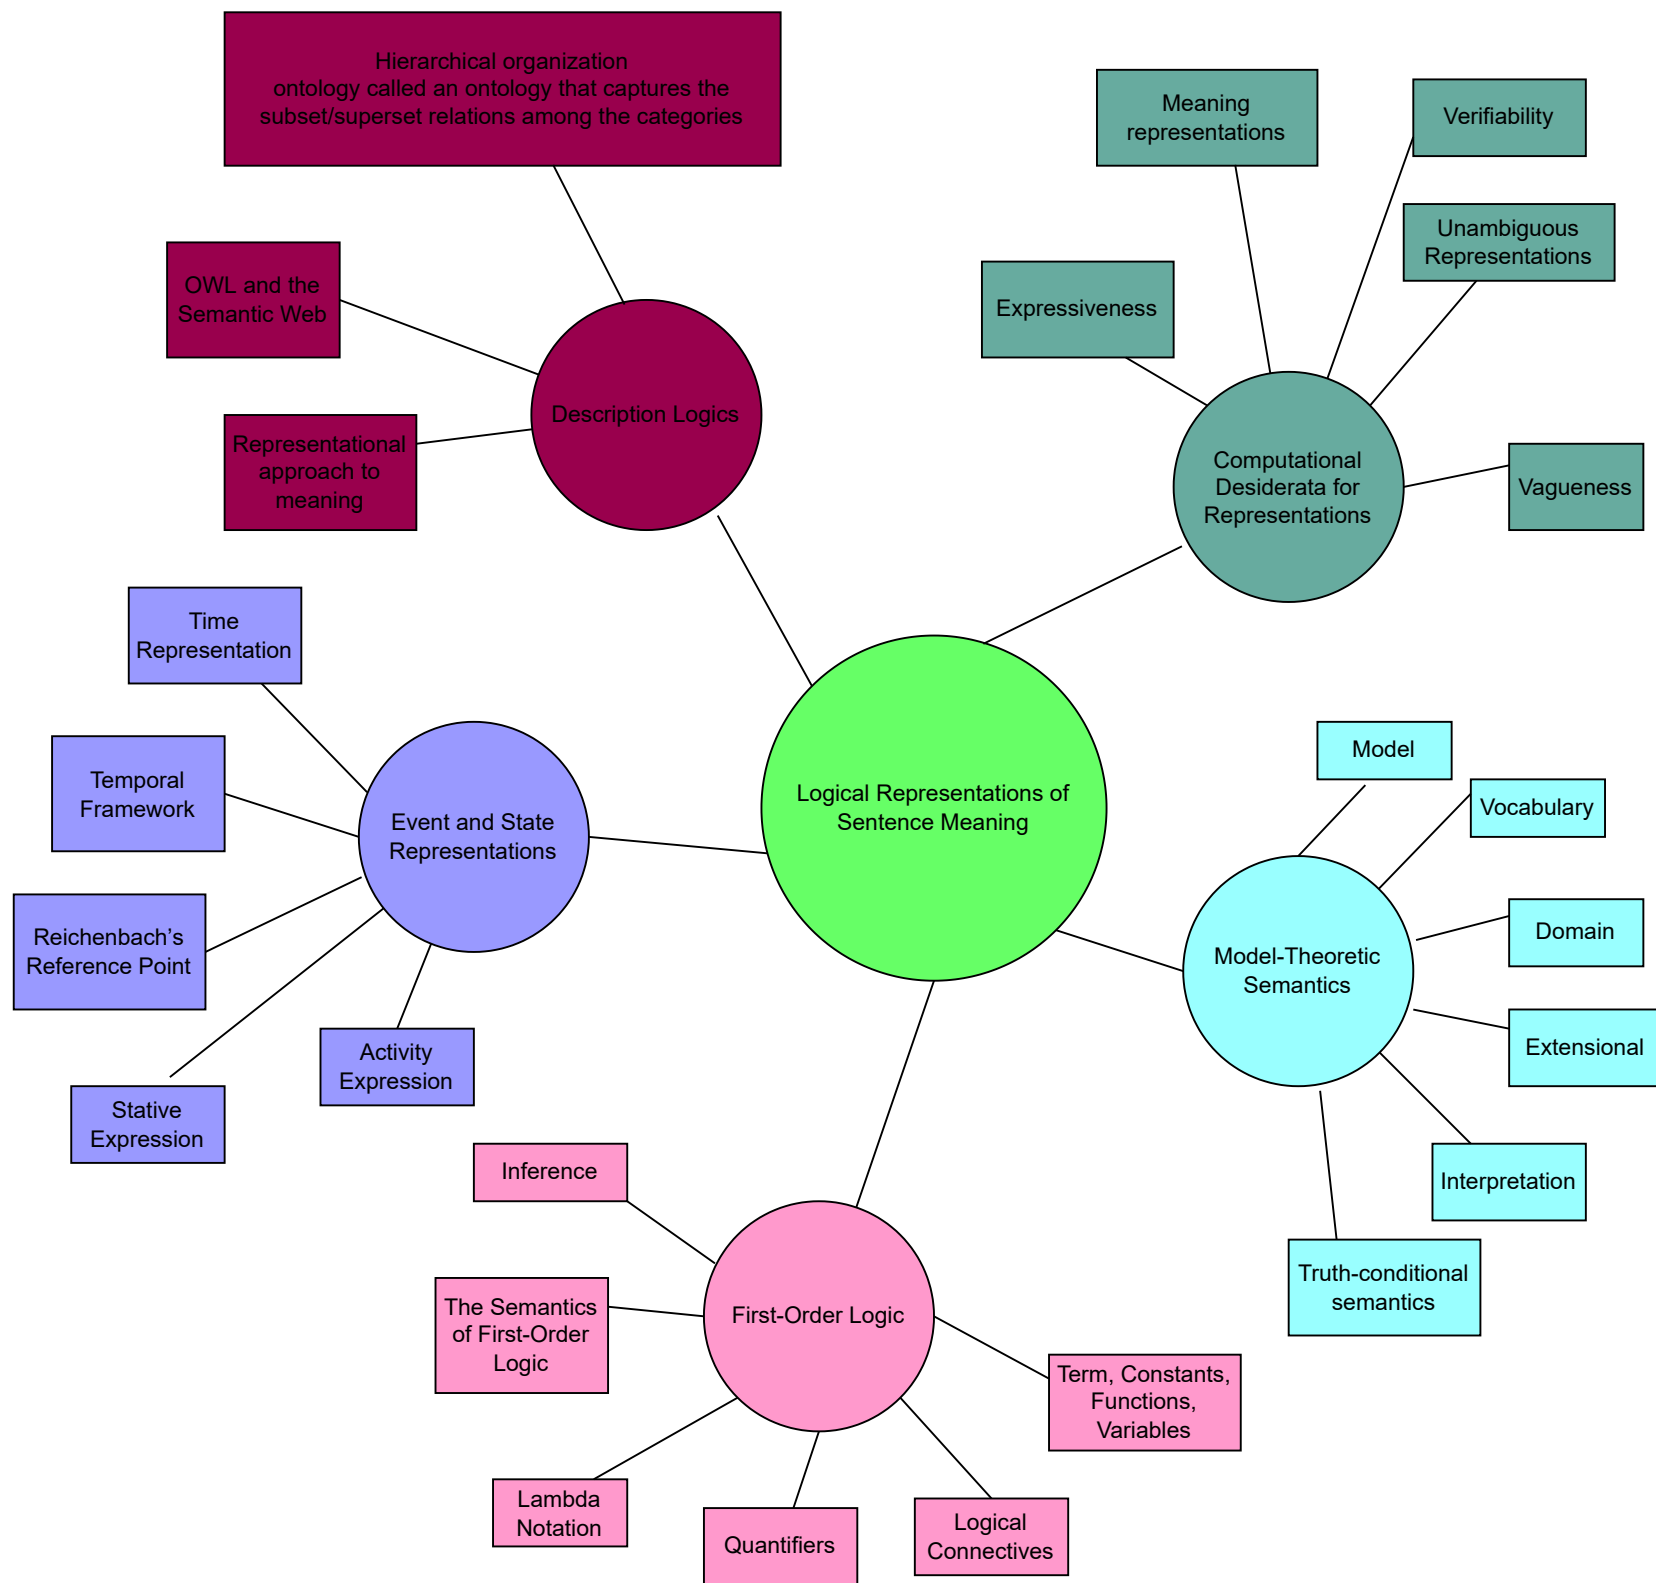 Hierarchical organization
ontology called an ontology that captures the
subset/superset relations among the categories
Meaning
representations
Verifiability
Unambiguous
Representations
OWL and the
Semantic Web
Expressiveness
Representational
approach to
meaning
Description Logics
Computational
Desiderata for
Representations
Vagueness
Time
Representation
Temporal
Framework
Event and State
Representations
Logical Representations of
Sentence Meaning
Model
Vocabulary
Reichenbach’s
Reference Point
Model-Theoretic
Semantics
Domain
Extensional
Activity
Expression
Stative
Expression
Inference
Interpretation
Truth-conditional
semantics
The Semantics
of First-Order
Logic
First-Order Logic
Term, Constants,
Functions,
Variables
Lambda
Notation
Quantifiers
Logical
Connectives